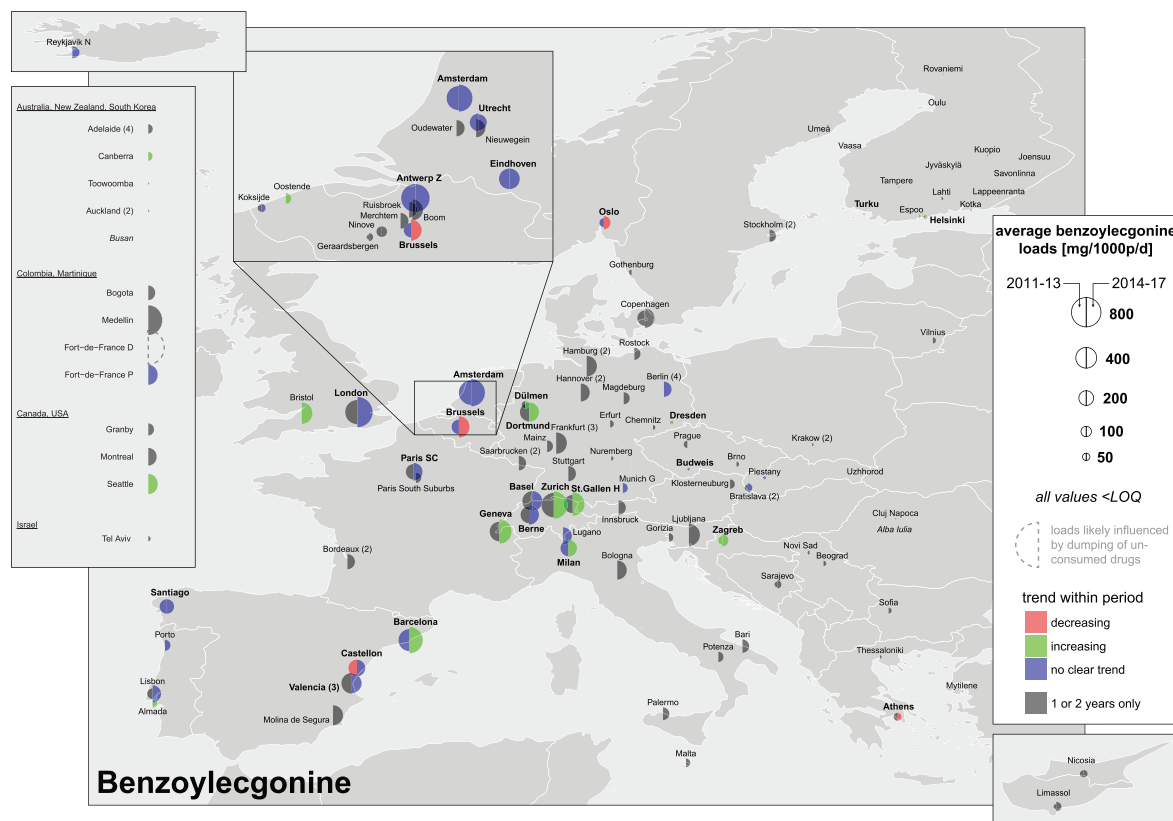 Reykjavik N
Australia, New Zealand, South Korea
Adelaide (4)
Canberra
Toowoomba
Auckland (2)
Busan
Colombia, Martinique
Bogota
Medellin
Fort−de−France D
Fort−de−France P
Canada, USA
Granby
Montreal
Seattle
Israel
Tel Aviv
Amsterdam
Utrecht
Oudewater
Nieuwegein
Eindhoven
Antwerp Z
Oostende
Koksijde
Ruisbroek
Merchtem
Boom
Ninove
Geraardsbergen
Brussels
Rovaniemi
Oulu
Umeà
Vaasa
Kuopio
Joensuu
Jyväskylä
Savonlinna
Tampere
Lahti
Lappeenranta
Turku
Espoo
Kotka
Helsinki
Oslo
Stockholm (2)
Gothenburg
Copenhagen
Vilnius
Rostock
Hamburg (2)
Hannover (2)
Berlin (4)
Magdeburg
Amsterdam
Brussels
Bristol
London
Dülmen
Dortmund
Erfurt
Chemnitz
Dresden
Frankfurt (3)
Mainz
Saarbrucken (2)
Nuremberg
Prague
Krakow (2)
Stuttgart
Budweis
Brno
Piestany
Uzhhorod
Paris SC
Paris South Suburbs
Basel
Zurich
St.Gallen H
Munich G
Klosterneuburg
Bratislava (2)
Berne
Innsbruck
Cluj Napoca
Alba Iulia
Geneva
Lugano
Milan
Gorizia
Ljubljana
Zagreb
Bordeaux (2)
Bologna
Novi Sad
Beograd
Sarajevo
Sofia
Santiago
Porto
Barcelona
Castellon
Valencia (3)
Lisbon
Almada
Molina de Segura
Bari
Potenza
Thessaloniki
Mytilene
Palermo
Athens
Malta
Nicosia
Limassol
average benzoylecgonine
loads [mg/1000p/d]
2011-13
2014-17
800
400
200
100
50
all values <LOQ
loads likely influenced
by dumping of un-
consumed drugs
trend within period
decreasing
increasing
no clear trend
1 or 2 years only
Benzoylecgonine